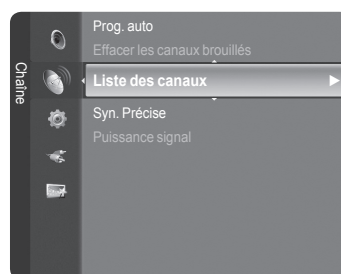 Chaîne
Prog. auto
Effacer les canaux brouillés
Liste des canaux
Syn. Précise
Puissance signal